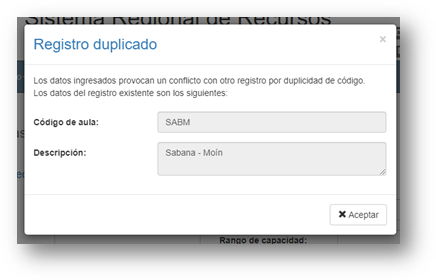 Sistema Regional de Recursos
Registro duplicado
×
Los datos ingresados provocan un conflicto con otro registro por duplicidad de código.
Los datos del registro existente son los siguientes:
Código de aula:
SABM
Descripción:
Sabana - Moín
✖ Aceptar
Rango de capacidad: